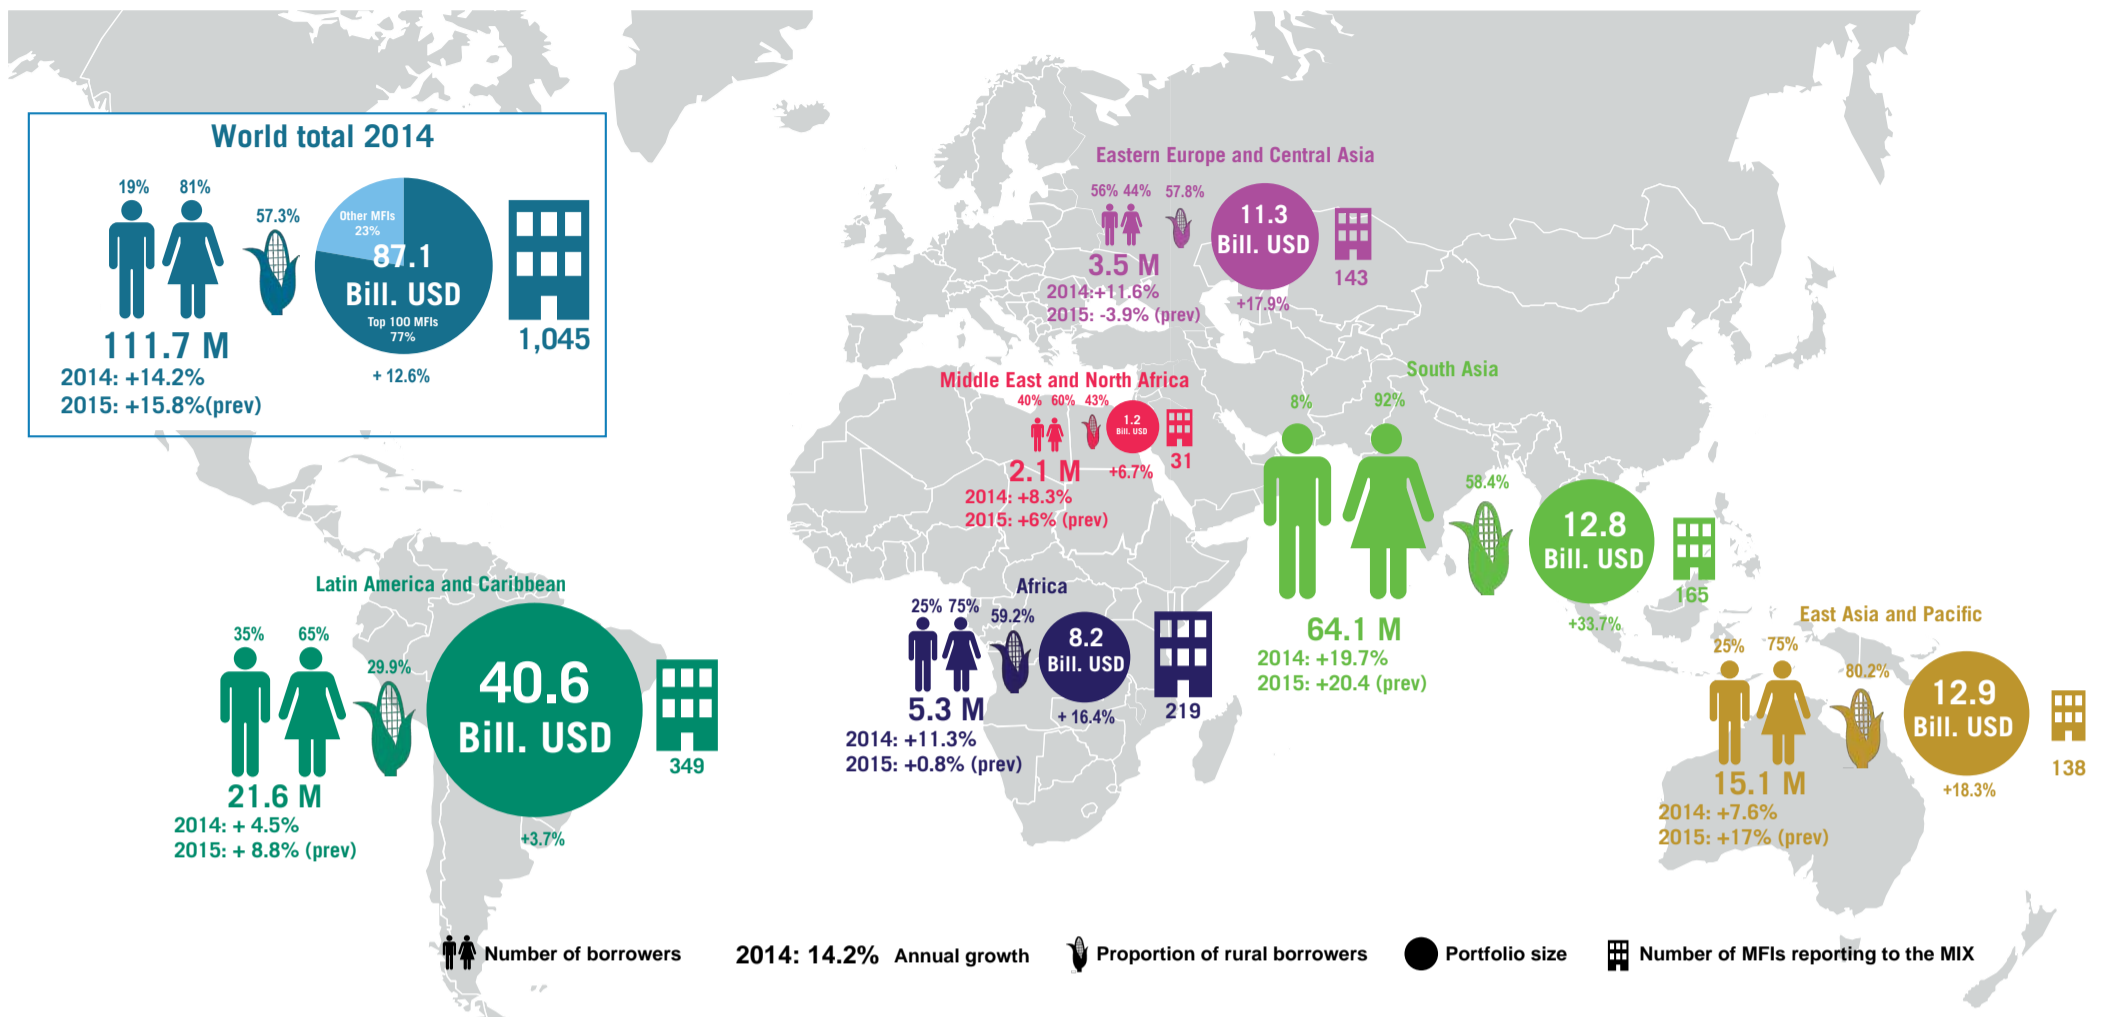 World total 2014
19% 81%
57.3%
Other MFIs
23%
87.1
Bill. USD
Top 100 MFIs
77%
111.7 M
1,045
2014: +14.2%
2015: +15.8%(prev)
+ 12.6%
Eastern Europe and Central Asia
56% 44% 57.8%
11.3
Bill. USD
3.5 M
143
2014:+11.6%
2015: -3.9% (prev)
+17.9%
Middle East and North Africa
40% 60% 43%
1.2
Bill. USD
2.1 M
+6.7%
31
2014: +8.3%
2015: +6% (prev)
South Asia
8% 92%
58.4%
12.8
Bill. USD
165
64.1 M
+33.7%
2014: +19.7%
2015: +20.4 (prev)
Latin America and Caribbean
35% 65%
29.9%
40.6
Bill. USD
349
21.6 M
2014: + 4.5%
2015: + 8.8% (prev)
+3.7%
Africa
25% 75% 59.2%
8.2
Bill. USD
5.3 M
+ 16.4%
219
2014: +11.3%
2015: +0.8% (prev)
East Asia and Pacific
25% 75%
80.2%
12.9
Bill. USD
15.1 M
138
+18.3%
2014: +7.6%
2015: +17% (prev)
Number of borrowers
2014: 14.2% Annual growth
Proportion of rural borrowers
Portfolio size
Number of MFIs reporting to the MIX